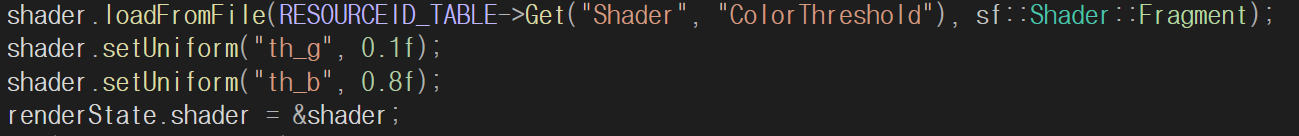 shader.loadFromFile(RESOURCEID_TABLE->Get("Shader", "ColorThreshold"), sf::Shader::Fragment);
shader.setUniform("th_g", 0.1f);
shader.setUniform("th_b", 0.8f);
renderState.shader = &shader;